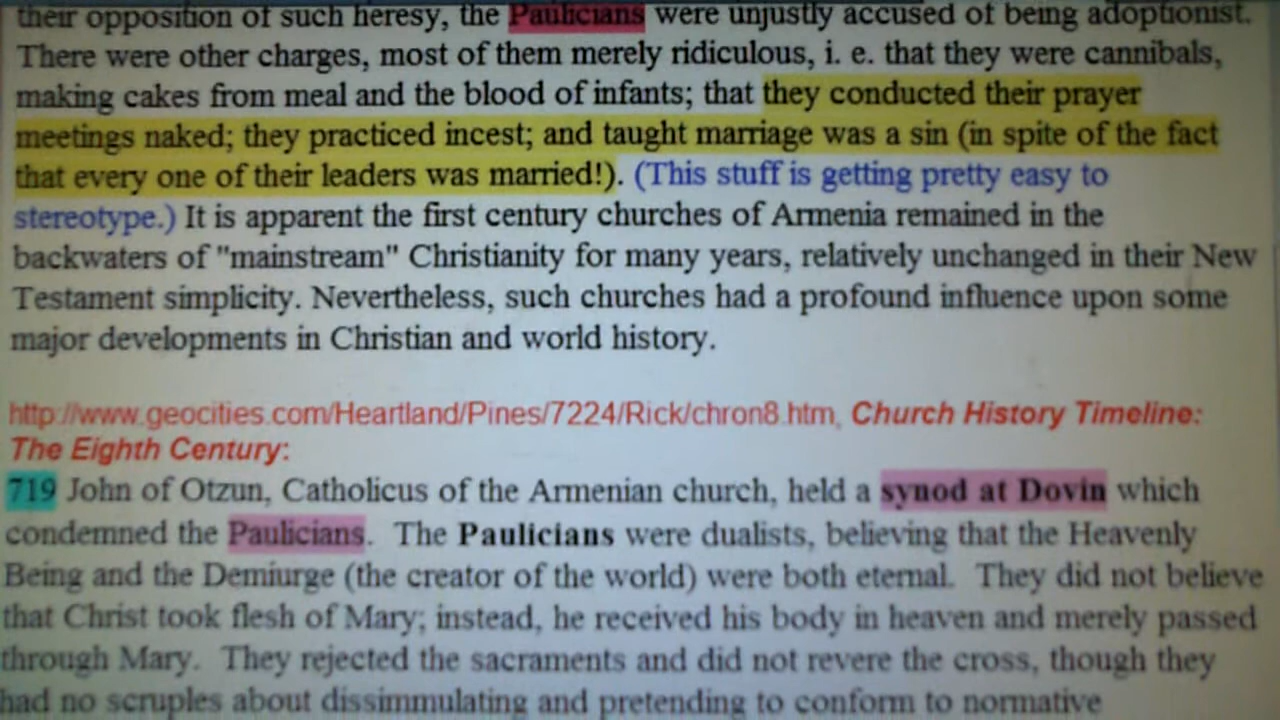 their opposition of such heresy, the Paulicians were unjustly accused of being adoptionist.
There were other charges, most of them merely ridiculous, i. e. that they were cannibals,
making cakes from meal and the blood of infants; that they conducted their prayer
meetings naked; they practiced incest; and taught marriage was a sin (in spite of the fact
that every one of their leaders was married!). (This stuff is getting pretty easy to
stereotype.) It is apparent the first century churches of Armenia remained in the
backwaters of "mainstream" Christianity for many years, relatively unchanged in their New
Testament simplicity. Nevertheless, such churches had a profound influence upon some
major developments in Christian and world history.
http://www.geocities.com/Heartland/Pines/7224/Rick/chron8.htm, Church History Timeline:
The Eighth Century:
719 John of Otzun, Catholicus of the Armenian church, held a synod at Dovin which
condemned the Paulicians. The Paulicians were dualists, believing that the Heavenly
Being and the Demiurge (the creator of the world) were both eternal. They did not believe
that Christ took flesh of Mary; instead, he received his body in heaven and merely passed
through Mary. They rejected the sacraments and did not revere the cross, though they
had no scruples about dissimmulating and pretending to conform to normative